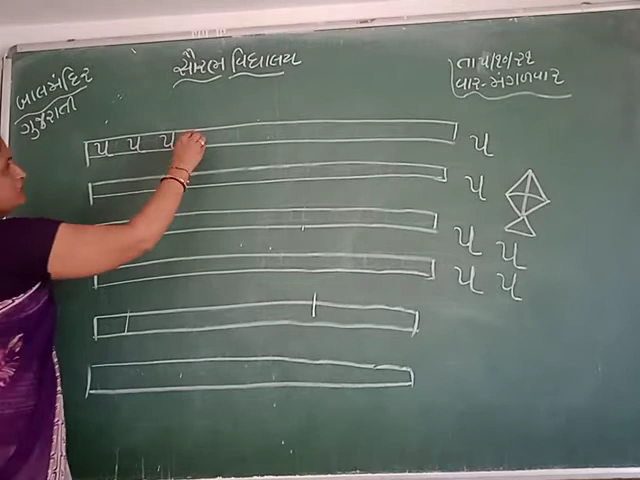 બાલમંદિર
ગુજરાતી
સૌરભ વિદ્યાલય
વાર-મંગળવાર
પ પ પ
પ
પ
પ પ
પ પ